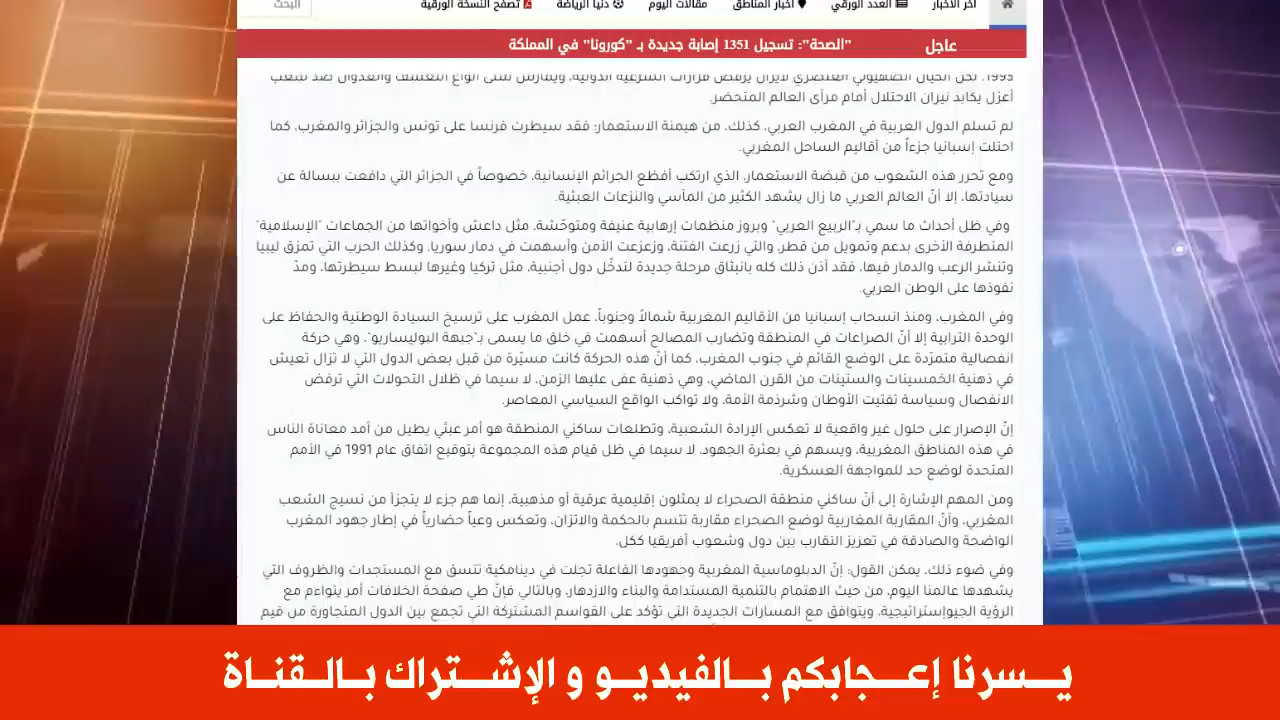 آخر الأخبار العدد الورقي أخبار المناطق مقالات اليوم دنيا الرياضة تصفح النسخة الورقية البحث
عاجل "الصحة": تسجيل 1351 إصابة جديدة بـ "كورونا" في المملكة
1995. لكن الكيان الصهيوني العنصري لايزال يرفض قرارات الشرعية الدولية، ويمارس شتى أنواع التعسف والعدوان ضد شعب
أعزل يكابد نيران الاحتلال أمام مرأى العالم المتحضر.
لم تسلم الدول العربية في المغرب العربي، كذلك، من هيمنة الاستعمار: فقد سيطرت فرنسا على تونس والجزائر والمغرب، كما
احتلت إسبانيا جزءاً من أقاليم الساحل المغربي.
ومع تحرر هذه الشعوب من قبضة الاستعمار، الذي ارتكب أفظع الجرائم الإنسانية، خصوصاً في الجزائر التي دافعت ببسالة عن
سيادتها، إلا أنّ العالم العربي ما زال يشهد الكثير من المآسي والنزعات العبثية.
وفي ظل أحداث ما سمي بـ"الربيع العربي" وبروز منظمات إرهابية عنيفة ومتوحّشة، مثل داعش وأخواتها من الجماعات "الإسلامية"
المتطرفة الأخرى بدعم وتمويل من قطر، والتي زرعت الفتنة، وزعزعت الأمن وأسهمت في دمار سوريا، وكذلك الحرب التي تمزق ليبيا
وتنشر الرعب والدمار فيها، فقد أذن ذلك كله بانبثاق مرحلة جديدة لتدخّل دول أجنبية، مثل تركيا وغيرها لبسط سيطرتها، ومدّ
نفوذها على الوطن العربي.
وفي المغرب، ومنذ انسحاب إسبانيا من الأقاليم المغربية شمالاً وجنوباً، عمل المغرب على ترسيخ السيادة الوطنية والحفاظ على
الوحدة الترابية إلا أنّ الصراعات في المنطقة وتضارب المصالح أسهمت في خلق ما يسمى بـ"جبهة البوليساريو"، وهي حركة
انفصالية متمرّدة على الوضع القائم في جنوب المغرب، كما أنّ هذه الحركة كانت مسيّرة من قبل بعض الدول التي لا تزال تعيش
في ذهنية الخمسينات والستينات من القرن الماضي، وهي ذهنية عفى عليها الزمن، لا سيما في ظلال التحولات التي ترفض
الانفصال وسياسة تفتيت الأوطان وشرذمة الأمة، ولا تواكب الواقع السياسي المعاصر.
إنّ الإصرار على حلول غير واقعية لا تعكس الإرادة الشعبية، وتطلعات ساكني المنطقة هو أمر عبثي يطيل من أمد معاناة الناس
في هذه المناطق المغربية، ويسهم في بعثرة الجهود، لا سيما في ظل قيام هذه المجموعة بتوقيع اتفاق عام 1991 في الأمم
المتحدة لوضع حد للمواجهة العسكرية.
ومن المهم الإشارة إلى أنّ ساكني منطقة الصحراء لا يمثلون إقليمية عرقية أو مذهبية، إنما هم جزء لا يتجزأ من نسيج الشعب
المغربي، وأنّ المقاربة المغاربية لوضع الصحراء مقاربة تتسم بالحكمة والاتزان، وتعكس وعياً حضارياً في إطار جهود المغرب
الواضحة والصادقة في تعزيز التقارب بين دول وشعوب أفريقيا ككل.
وفي ضوء ذلك، يمكن القول: إنّ الدبلوماسية المغربية وجهودها الفاعلة تجلت في دينامكية تتسق مع المستجدات والظروف التي
يشهدها عالمنا اليوم، من حيث الاهتمام بالتنمية المستدامة والبناء والازدهار، وبالتالي فإنّ طي صفحة الخلافات أمر يتواءم مع
الرؤية الجيوإستراتيجية، ويتوافق مع المسارات الجديدة التي تؤكد على القواسم المشتركة التي تجمع بين الدول المتجاورة من قيم
يسرنا إعجابكم بالفيديو و الإشتراك بالقناة